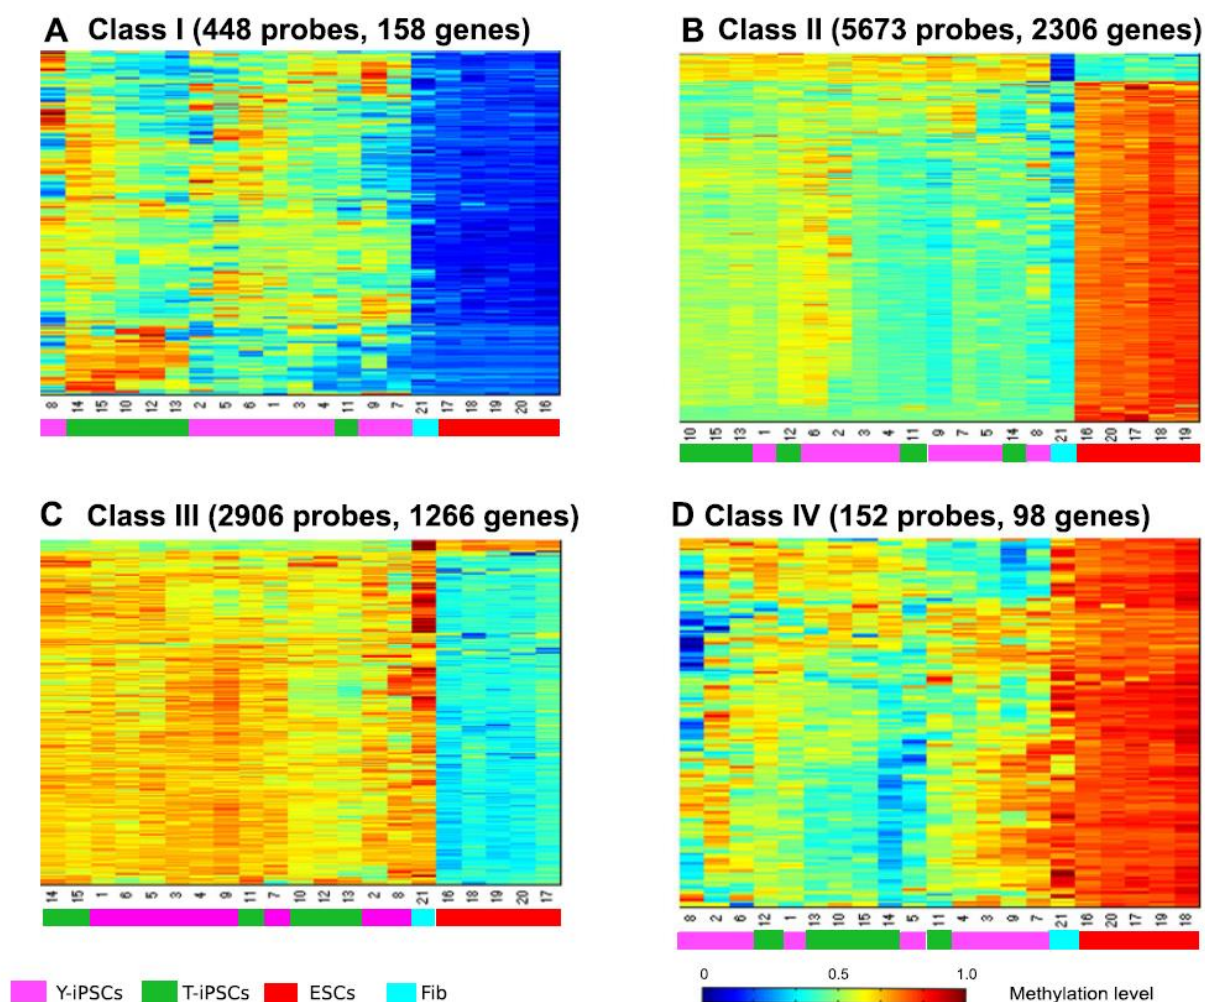 A Class I (448 probes, 158 genes)
8 14 15 10 12 13 2 5 6 1 3 4 11 9 7 21 17 18 19 20 16
B Class II (5673 probes, 2306 genes)
10 15 13 1 12 6 2 3 4 11 9 7 5 14 8 21 16 20 17 18 19
C Class III (2906 probes, 1266 genes)
14 15 1 6 5 3 4 9 11 7 10 12 13 2 8 21 16 18 19 20 17
D Class IV (152 probes, 98 genes)
8 2 6 12 1 13 10 15 14 5 11 4 3 9 7 21 16 20 17 19 18
Y-iPSCs T-iPSCs ESCs Fib
0 0.5 1.0
Methylation level